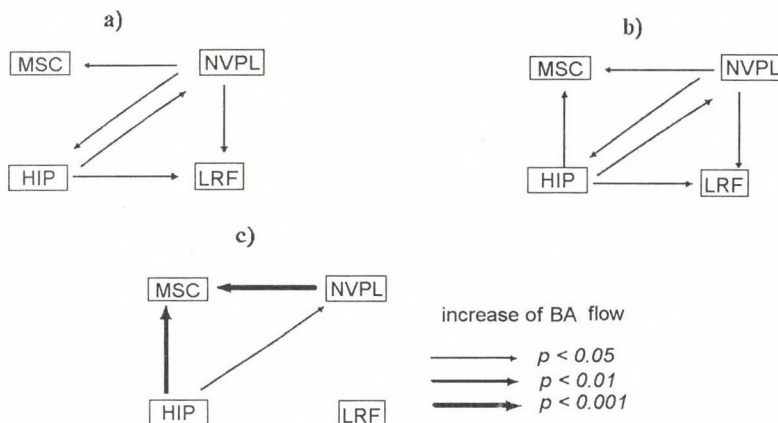 a)
MSC NVPL
HIP LRF
b)
MSC NVPL
HIP LRF
c)
MSC NVPL
HIP LRF
increase of BA flow
p < 0.05
p < 0.01
p < 0.001